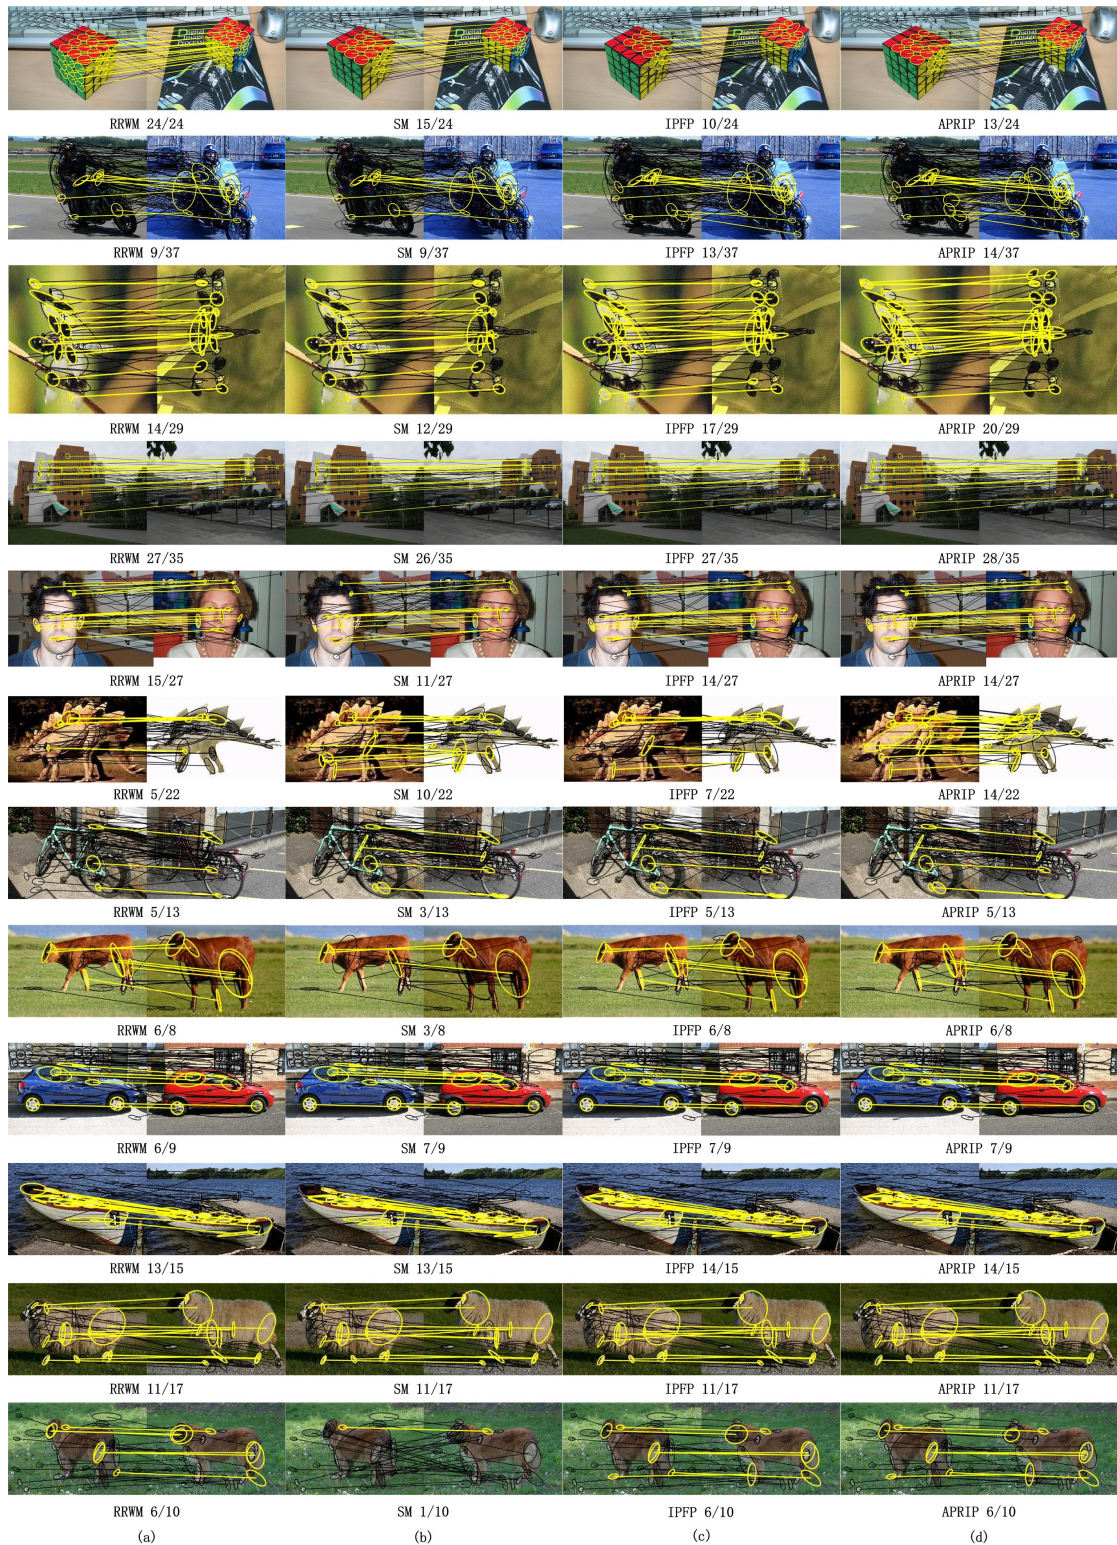 Digital
Image
RRWM 24/24 SM 15/24 IPFP 10/24 APRIP 13/24
RRWM 9/37 SM 9/37 IPFP 13/37 APRIP 14/37
RRWM 14/29 SM 12/29 IPFP 17/29 APRIP 20/29
RRWM 27/35 SM 26/35 IPFP 27/35 APRIP 28/35
RRWM 15/27 SM 11/27 IPFP 14/27 APRIP 14/27
RRWM 5/22 SM 10/22 IPFP 7/22 APRIP 14/22
RRWM 5/13 SM 3/13 IPFP 5/13 APRIP 5/13
RRWM 6/8 SM 3/8 IPFP 6/8 APRIP 6/8
RRWM 6/9 SM 7/9 IPFP 7/9 APRIP 7/9
RRWM 13/15 SM 13/15 IPFP 14/15 APRIP 14/15
RRWM 11/17 SM 11/17 IPFP 11/17 APRIP 11/17
RRWM 6/10 SM 1/10 IPFP 6/10 APRIP 6/10
(a) (b) (c) (d)